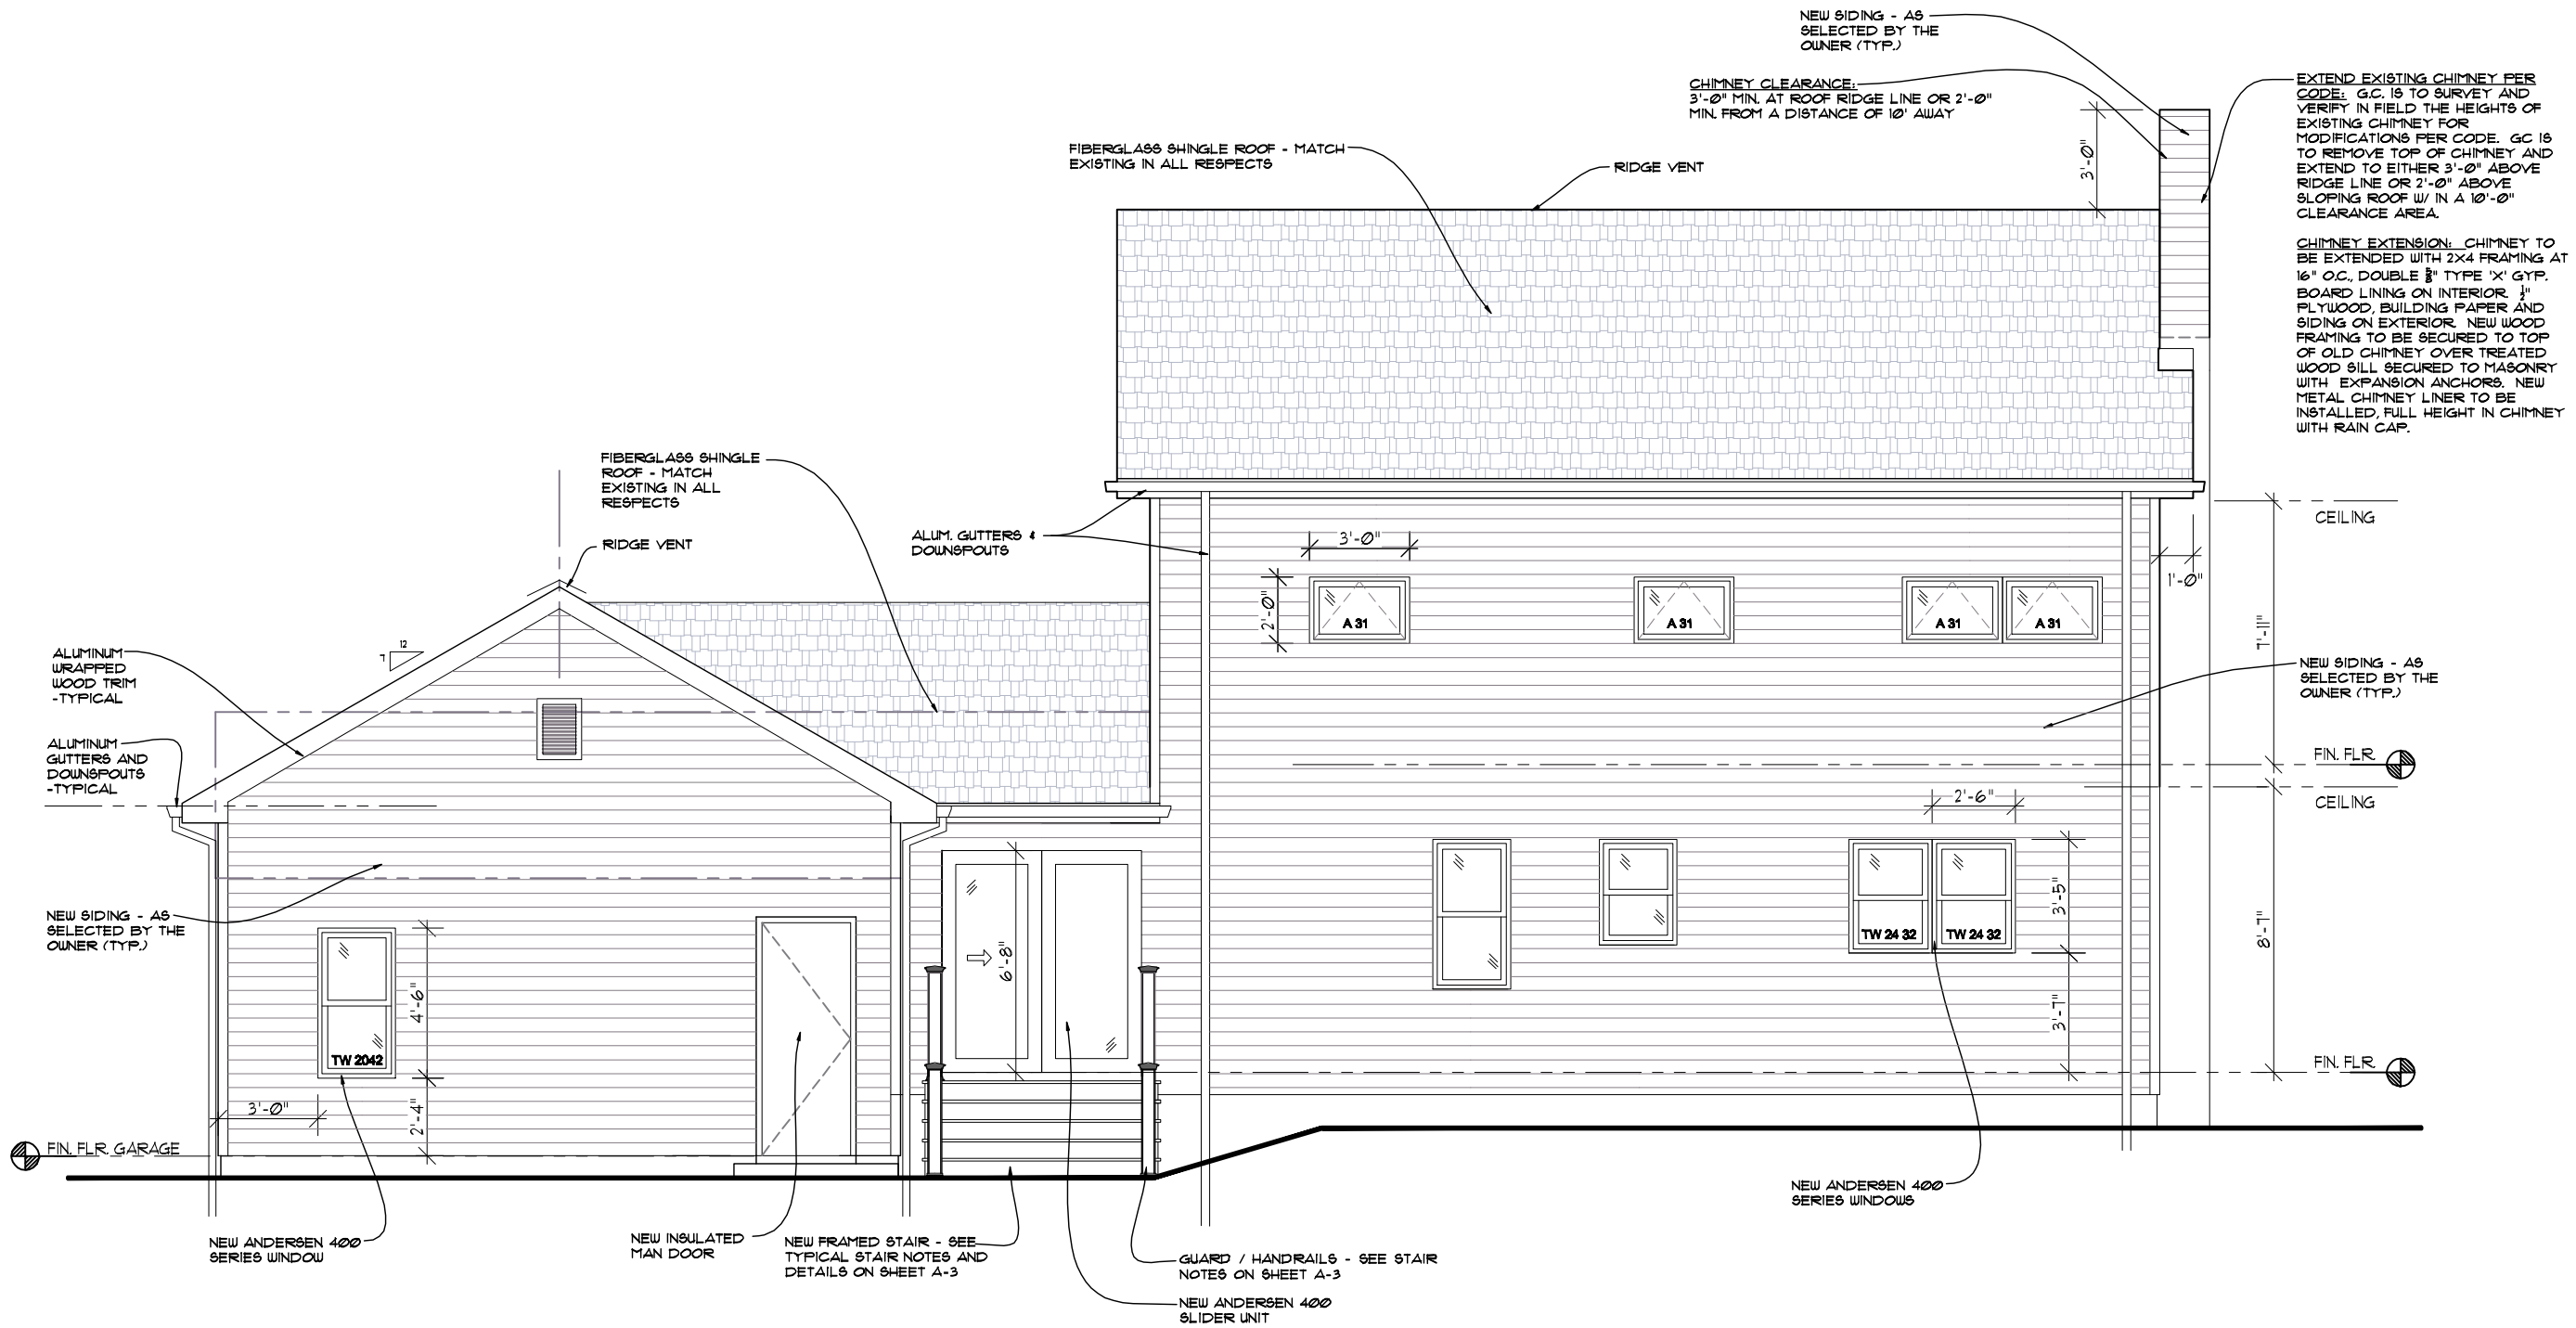 NEW SIDING - AS
SELECTED BY THE
OWNER (TYP.)
CHIMNEY CLEARANCE:
3'-0" MIN. AT ROOF RIDGE LINE OR 2'-0"
MIN. FROM A DISTANCE OF 10' AWAY
EXTEND EXISTING CHIMNEY PER
CODE: G.C. IS TO SURVEY AND
VERIFY IN FIELD THE HEIGHTS OF
EXISTING CHIMNEY FOR
MODIFICATIONS PER CODE. GC IS
TO REMOVE TOP OF CHIMNEY AND
EXTEND TO EITHER 3'-0" ABOVE
RIDGE LINE OR 2'-0" ABOVE
SLOPING ROOF W/ IN A 10'-0"
CLEARANCE AREA.
CHIMNEY EXTENSION: CHIMNEY TO
BE EXTENDED WITH 2X4 FRAMING AT
16" O.C., DOUBLE 5/8" TYPE 'X' GYP.
BOARD LINING ON INTERIOR. 1/2"
PLYWOOD, BUILDING PAPER AND
SIDING ON EXTERIOR. NEW WOOD
FRAMING TO BE SECURED TO TOP
OF OLD CHIMNEY OVER TREATED
WOOD SILL SECURED TO MASONRY
WITH EXPANSION ANCHORS. NEW
METAL CHIMNEY LINER TO BE
INSTALLED, FULL HEIGHT IN CHIMNEY
WITH RAIN CAP.
FIBERGLASS SHINGLE ROOF - MATCH
EXISTING IN ALL RESPECTS
RIDGE VENT
3'-0"
FIBERGLASS SHINGLE
ROOF - MATCH
EXISTING IN ALL
RESPECTS
RIDGE VENT
ALUM. GUTTERS &
DOWNSPOUTS
CEILING
3'-0"
2'-0"
1'-0"
A 31
A 31
A 31
A 31
7'-11"
12
7
ALUMINUM
WRAPPED
WOOD TRIM
-TYPICAL
NEW SIDING - AS
SELECTED BY THE
OWNER (TYP.)
ALUMINUM
GUTTERS AND
DOWNSPOUTS
-TYPICAL
FIN. FLR.
CEILING
2'-6"
3'-5"
8'-7"
TW 24 32
TW 24 32
3'-7"
NEW SIDING - AS
SELECTED BY THE
OWNER (TYP.)
6'-8"
4'-6"
TW 2042
FIN. FLR.
3'-0"
2'-4"
FIN. FLR. GARAGE
NEW ANDERSEN 400
SERIES WINDOWS
NEW ANDERSEN 400
SERIES WINDOW
NEW INSULATED
MAN DOOR
NEW FRAMED STAIR - SEE
TYPICAL STAIR NOTES AND
DETAILS ON SHEET A-3
GUARD / HANDRAILS - SEE STAIR
NOTES ON SHEET A-3
NEW ANDERSEN 400
SLIDER UNIT